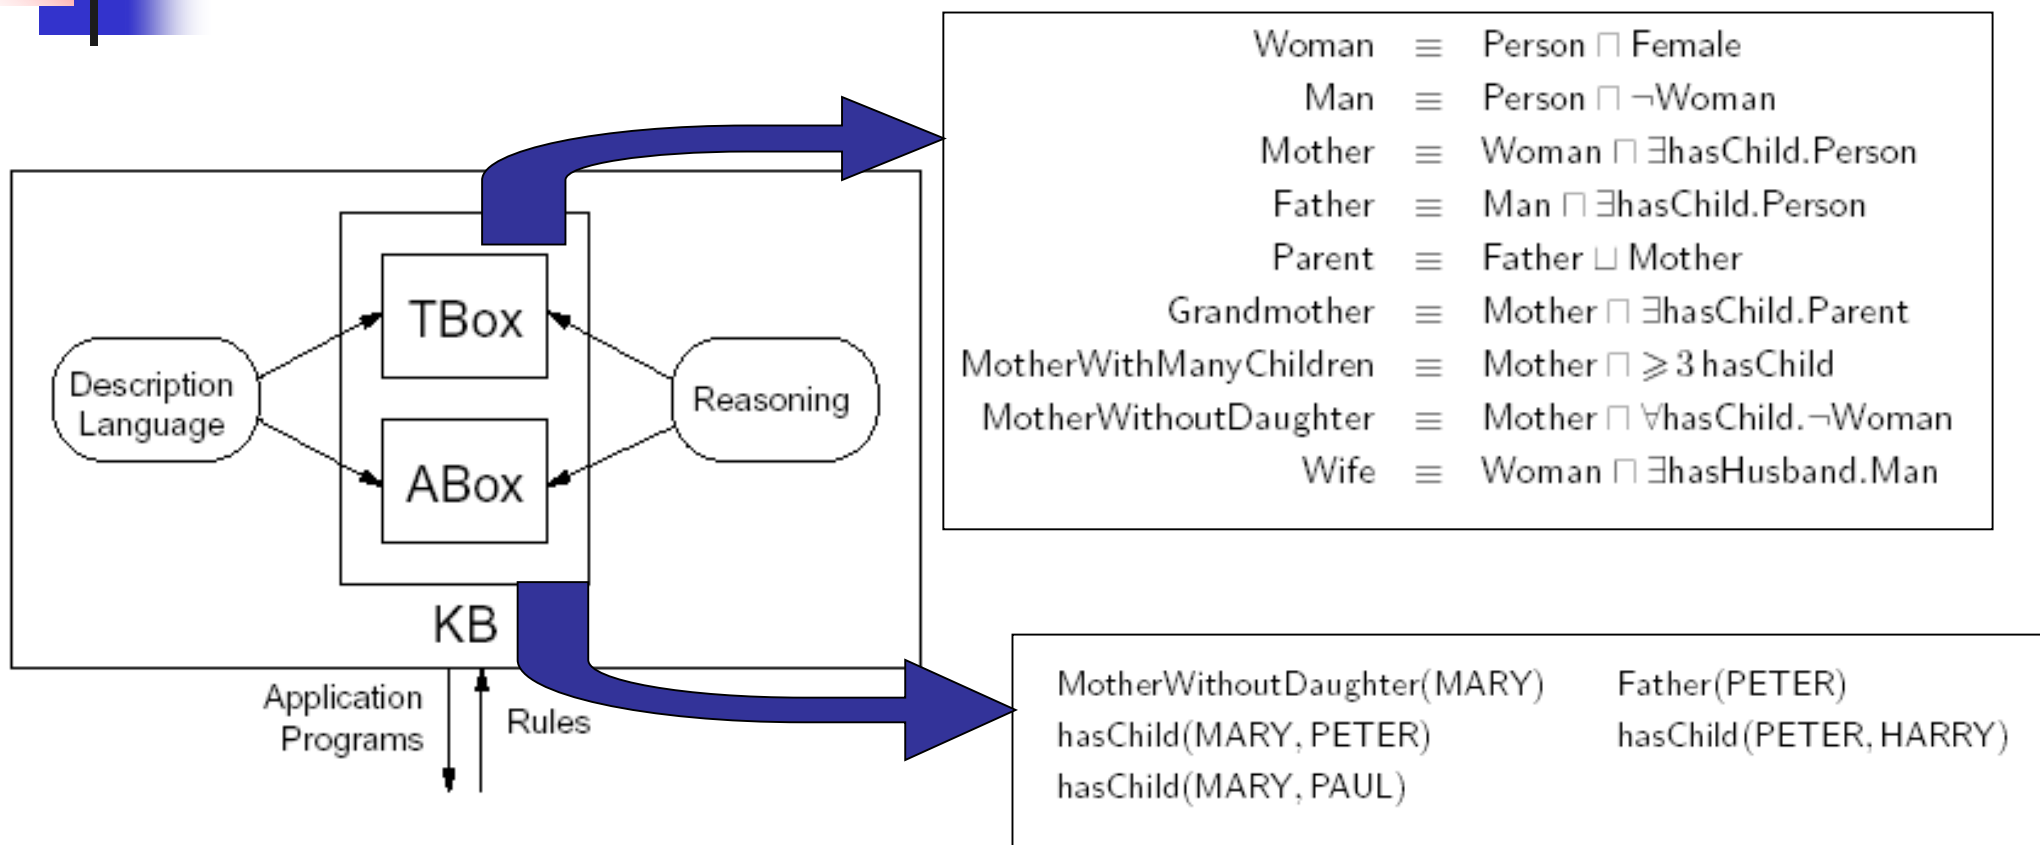 Woman ≡ Person ⊓ Female
Man ≡ Person ⊓ ¬Woman
Mother ≡ Woman ⊓ ∃hasChild.Person
Father ≡ Man ⊓ ∃hasChild.Person
Parent ≡ Father ⊔ Mother
Grandmother ≡ Mother ⊓ ∃hasChild.Parent
MotherWithManyChildren ≡ Mother ⊓ ⩾ 3 hasChild
MotherWithoutDaughter ≡ Mother ⊓ ∀hasChild.¬Woman
Wife ≡ Woman ⊓ ∃hasHusband.Man
TBox
Description
Language
Reasoning
ABox
KB
Application
Programs
Rules
MotherWithoutDaughter(MARY) Father(PETER)
hasChild(MARY, PETER) hasChild(PETER, HARRY)
hasChild(MARY, PAUL)